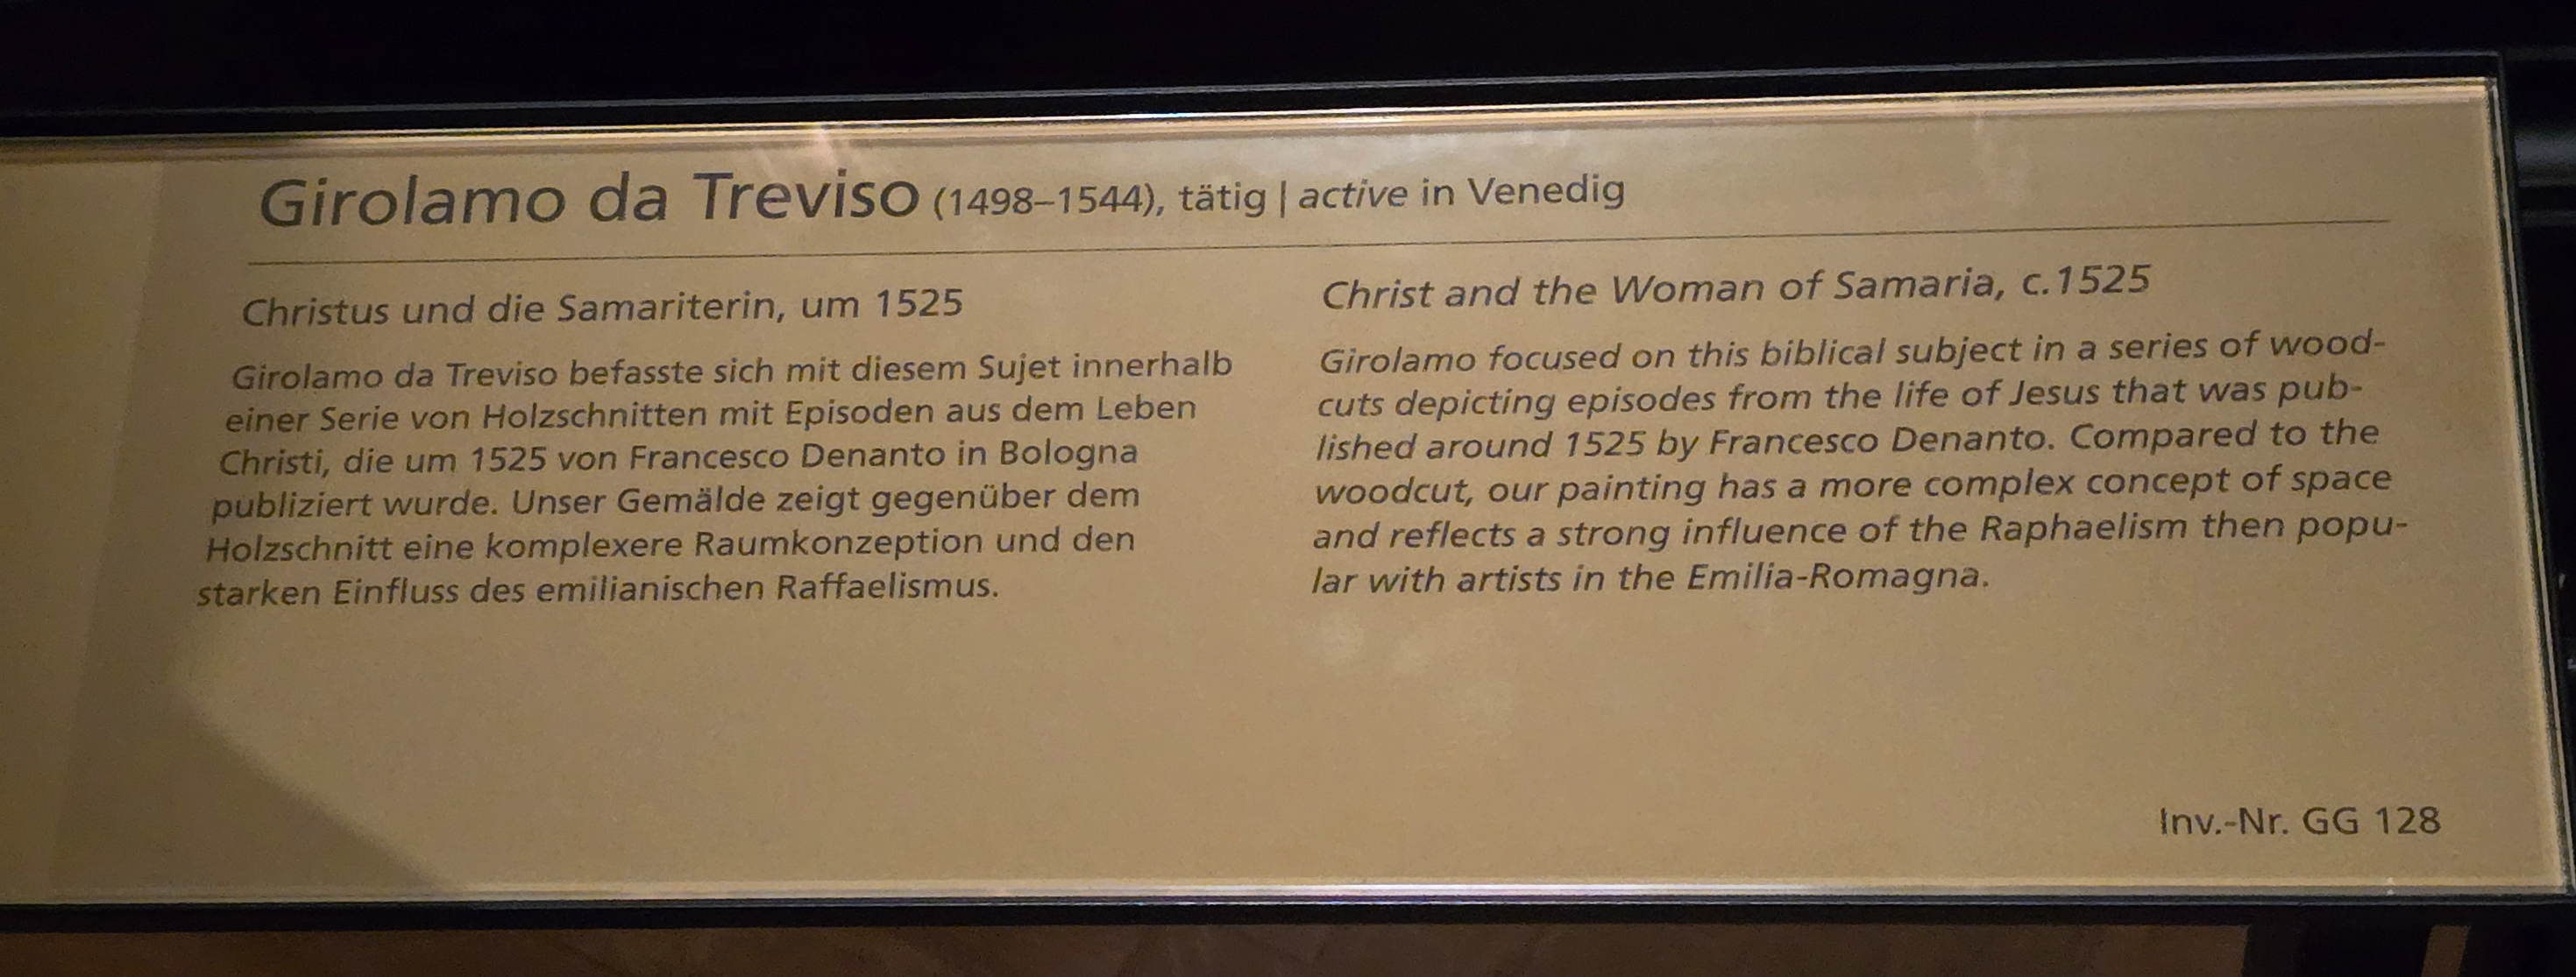 Girolamo da Treviso (1498–1544), tätig | active in Venedig
Christus und die Samariterin, um 1525
Girolamo da Treviso befasste sich mit diesem Sujet innerhalb
einer Serie von Holzschnitten mit Episoden aus dem Leben
Christi, die um 1525 von Francesco Denanto in Bologna
publiziert wurde. Unser Gemälde zeigt gegenüber dem
Holzschnitt eine komplexere Raumkonzeption und den
starken Einfluss des emilianischen Raffaelismus.
Christ and the Woman of Samaria, c.1525
Girolamo focused on this biblical subject in a series of wood-
cuts depicting episodes from the life of Jesus that was pub-
lished around 1525 by Francesco Denanto. Compared to the
woodcut, our painting has a more complex concept of space
and reflects a strong influence of the Raphaelism then popu-
lar with artists in the Emilia-Romagna.
Inv.-Nr. GG 128